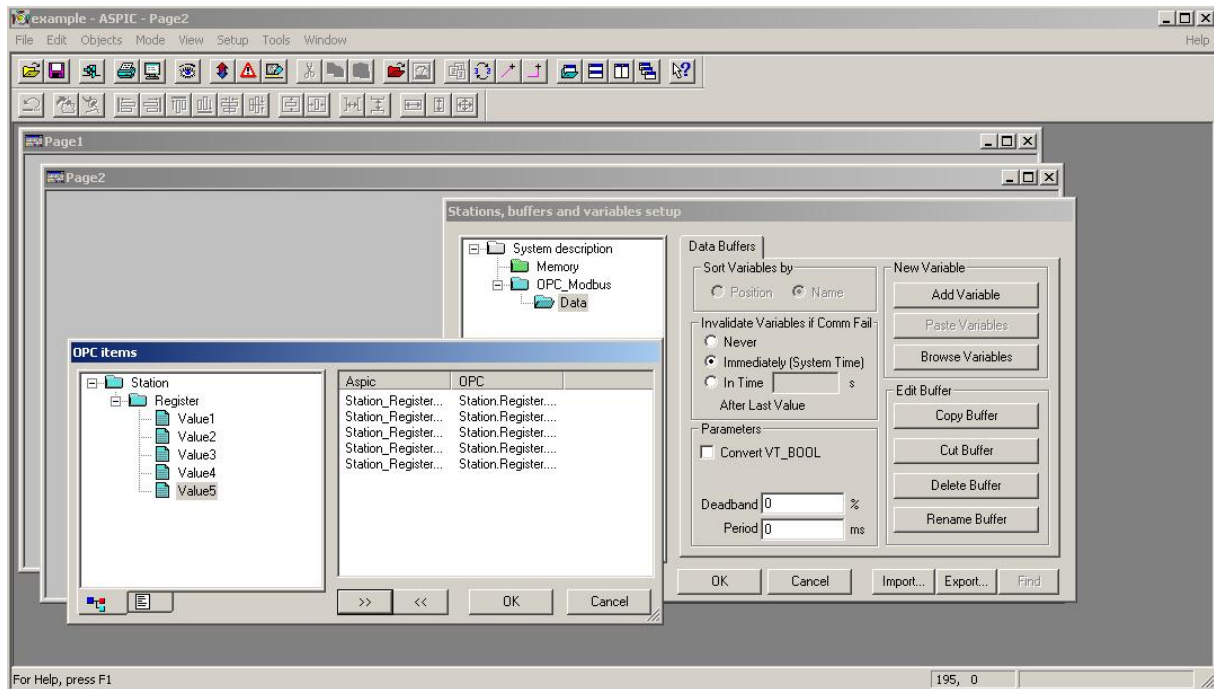 example - ASPIC - Page2
File Edit Objects Mode View Setup Tools Window Help
Page1
Page2
Stations, buffers and variables setup
System description
Memory
OPC_Modbus
Data
Data Buffers
Sort Variables by
Position Name
Invalidate Variables if Comm Fail
Never
Immediately (System Time)
In Time s
After Last Value
Parameters
Convert VT_BOOL
Deadband 0 %
Period 0 ms
New Variable
Add Variable
Paste Variables
Browse Variables
Edit Buffer
Copy Buffer
Cut Buffer
Delete Buffer
Rename Buffer
OK Cancel Import... Export... Find
OPC items
Station
Register
Value1
Value2
Value3
Value4
Value5
Aspic OPC
Station_Register... Station.Register....
Station_Register... Station.Register....
Station_Register... Station.Register....
Station_Register... Station.Register....
Station_Register... Station.Register....
>> << OK Cancel
For Help, press F1 195, 0